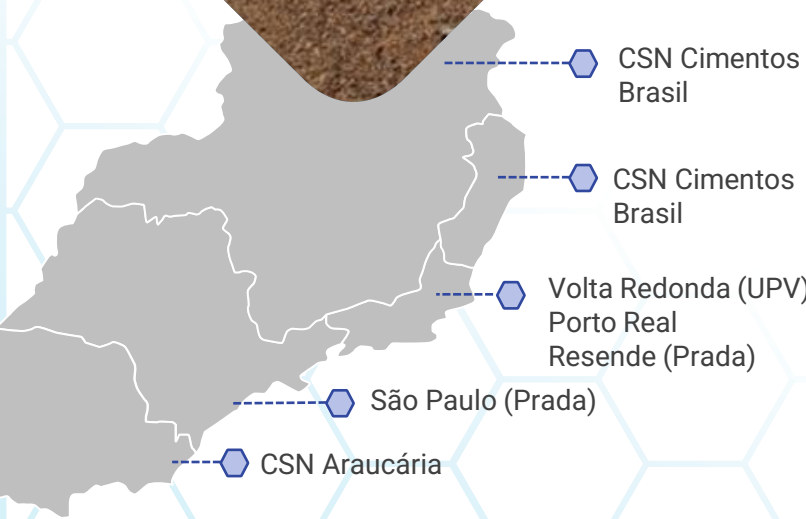 CSN Cimentos
Brasil
CSN Cimentos
Brasil
Volta Redonda (UPV)
Porto Real
Resende (Prada)
São Paulo (Prada)
CSN Araucária